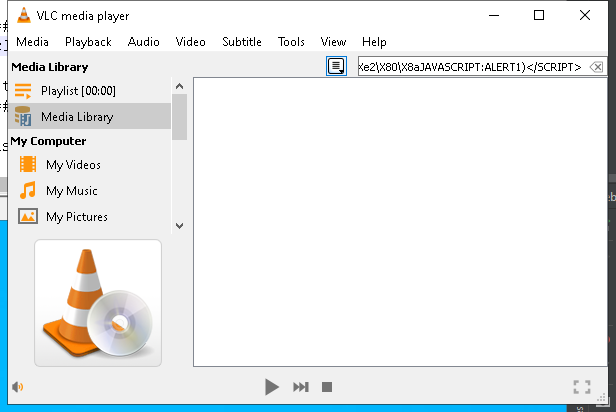 VLC media player
Media Playback Audio Video Subtitle Tools View Help
Media Library
Xe2\X80\X8aJAVASCRIPT:ALERT1)</SCRIPT>
Playlist [00:00]
Media Library
My Computer
My Videos
My Music
My Pictures